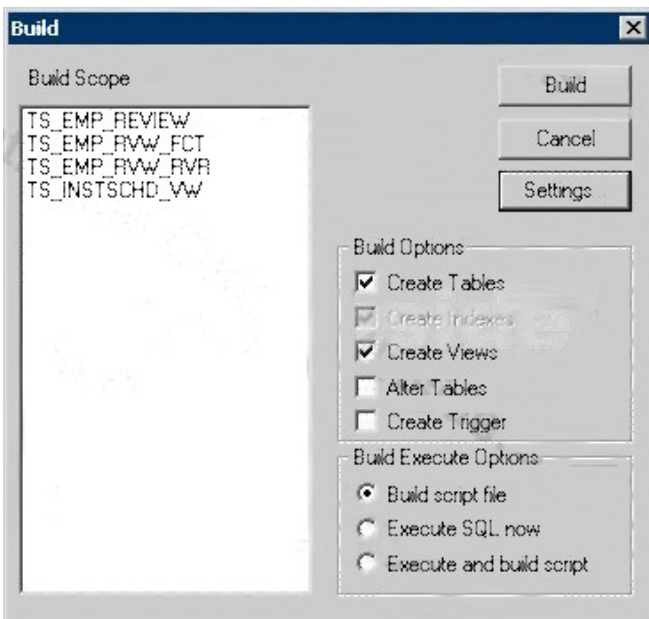 Build
Build Scope
TS_EMP_REVIEW
TS_EMP_RVW_FCT
TS_EMP_RVW_RVR
TS_INSTSCHD_VW
Build
Cancel
Settings...
Build Options
Create Tables
Create Indexes
Create Views
Alter Tables
Create Trigger
Build Execute Options
Build script file
Execute SQL now
Execute and build script